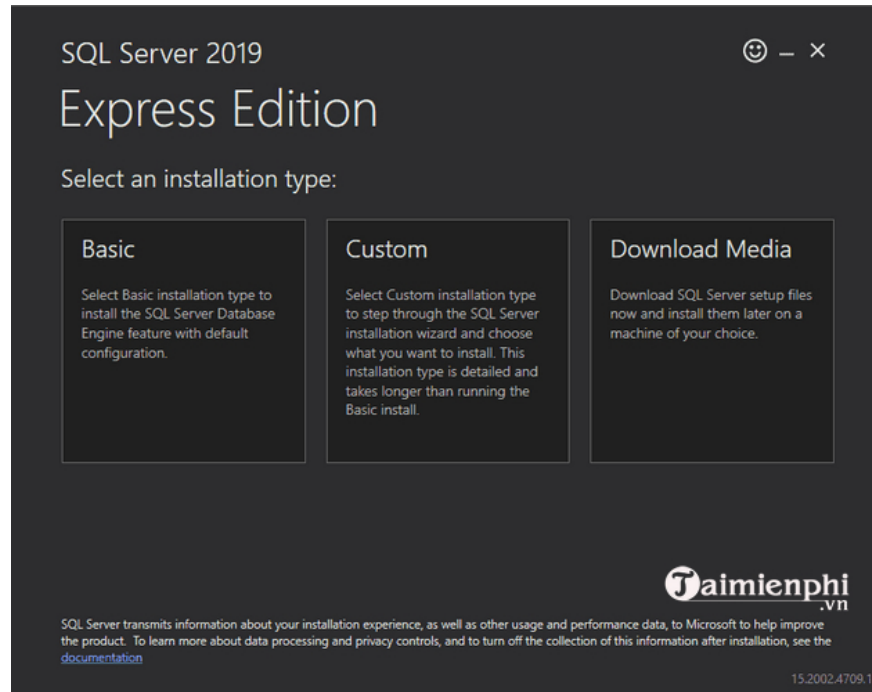 SQL Server 2019
Express Edition
Select an installation type:
Basic
Select Basic installation type to
install the SQL Server Database
Engine feature with default
configuration.
Custom
Select Custom installation type
to step through the SQL Server
installation wizard and choose
what you want to install. This
installation type is detailed and
takes longer than running the
Basic install.
Download Media
Download SQL Server setup files
now and install them later on a
machine of your choice.
Taimienphi
.vn
SQL Server transmits information about your installation experience, as well as other usage and performance data, to Microsoft to help improve
the product. To learn more about data processing and privacy controls, and to turn off the collection of this information after installation, see the
documentation
15.2002.4709.1